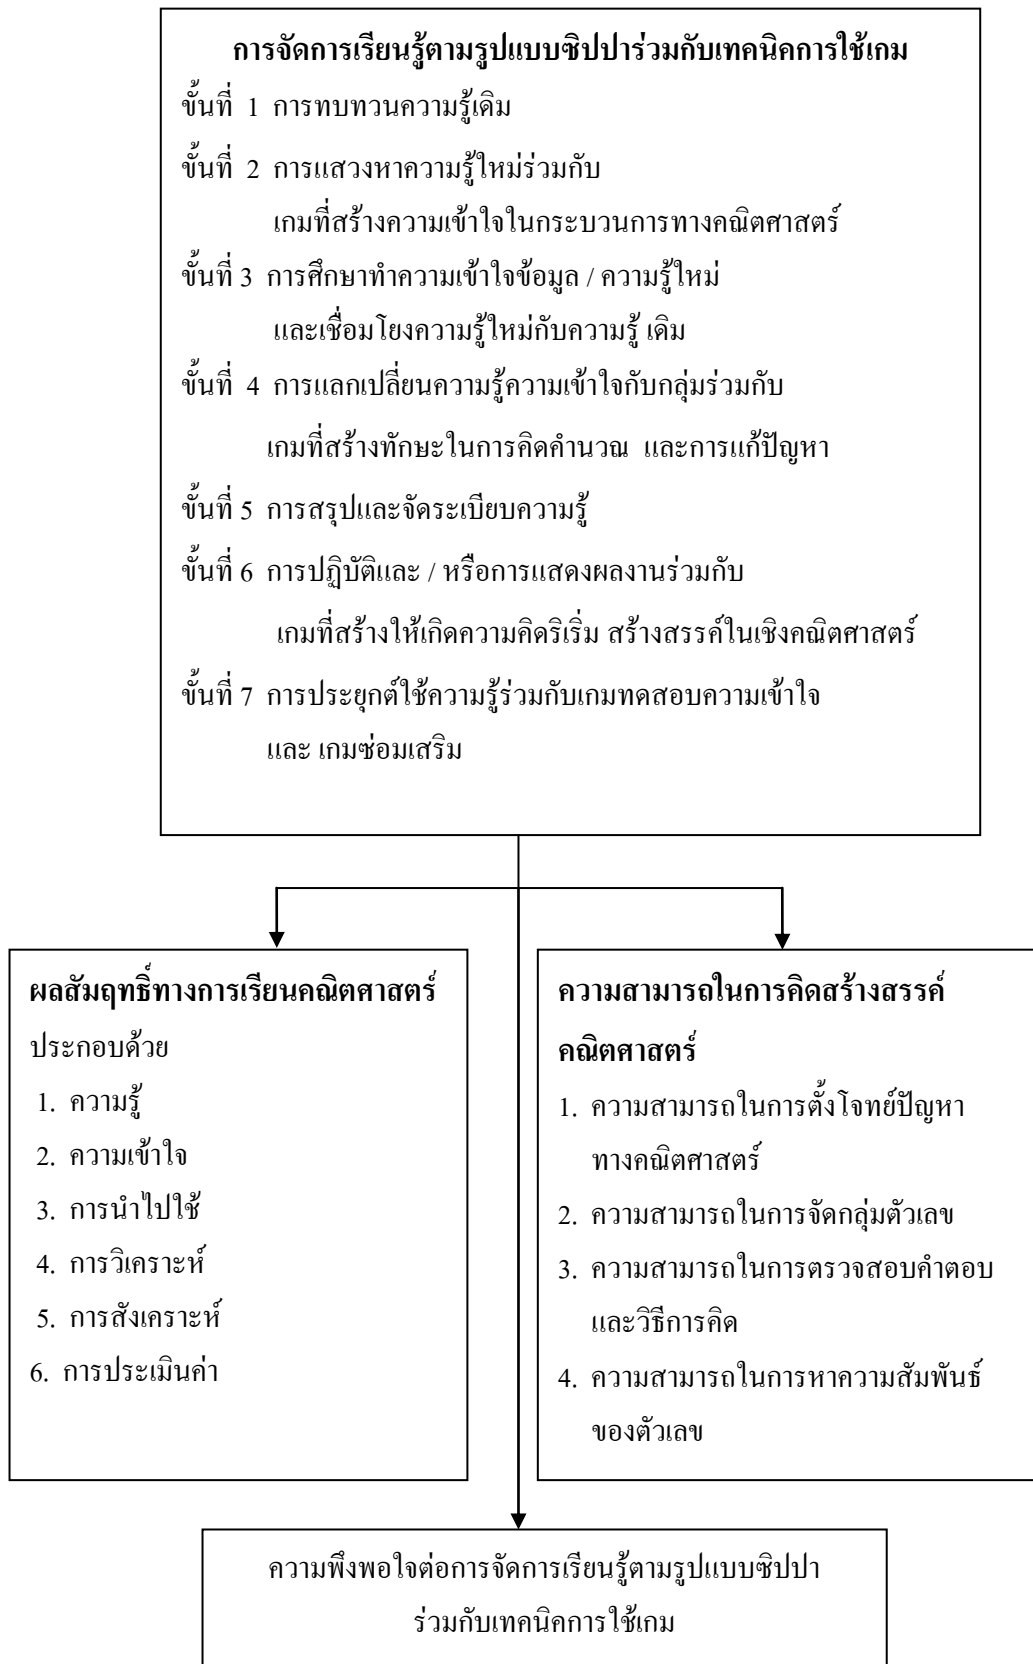 การจัดการเรียนรู้ตามรูปแบบซิปปาร่วมกับเทคนิคการใช้เกม
ขั้นที่ 1 การทบทวนความรู้เดิม
ขั้นที่ 2 การแสวงหาความรู้ใหม่ร่วมกับ
เกมที่สร้างความเข้าใจในกระบวนการทางคณิตศาสตร์
ขั้นที่ 3 การศึกษาทำความเข้าใจข้อมูล / ความรู้ใหม่
และเชื่อมโยงความรู้ใหม่กับความรู้ เดิม
ขั้นที่ 4 การแลกเปลี่ยนความรู้ความเข้าใจกับกลุ่มร่วมกับ
เกมที่สร้างทักษะในการคิดคำนวณ และการแก้ปัญหา
ขั้นที่ 5 การสรุปและจัดระเบียบความรู้
ขั้นที่ 6 การปฏิบัติและ / หรือการแสดงผลงานร่วมกับ
เกมที่สร้างให้เกิดความคิดริเริ่ม สร้างสรรค์ในเชิงคณิตศาสตร์
ขั้นที่ 7 การประยุกต์ใช้ความรู้ร่วมกับเกมทดสอบความเข้าใจ
และ เกมซ่อมเสริม
ผลสัมฤทธิ์ทางการเรียนคณิตศาสตร์
ประกอบด้วย
1. ความรู้
2. ความเข้าใจ
3. การนำไปใช้
4. การวิเคราะห์
5. การสังเคราะห์
6. การประเมินค่า
ความสามารถในการคิดสร้างสรรค์
คณิตศาสตร์
1. ความสามารถในการตั้งโจทย์ปัญหา
ทางคณิตศาสตร์
2. ความสามารถในการจัดกลุ่มตัวเลข
3. ความสามารถในการตรวจสอบคำตอบ
และวิธีการคิด
4. ความสามารถในการหาความสัมพันธ์
ของตัวเลข
ความพึงพอใจต่อการจัดการเรียนรู้ตามรูปแบบซิปปา
ร่วมกับเทคนิคการใช้เกม